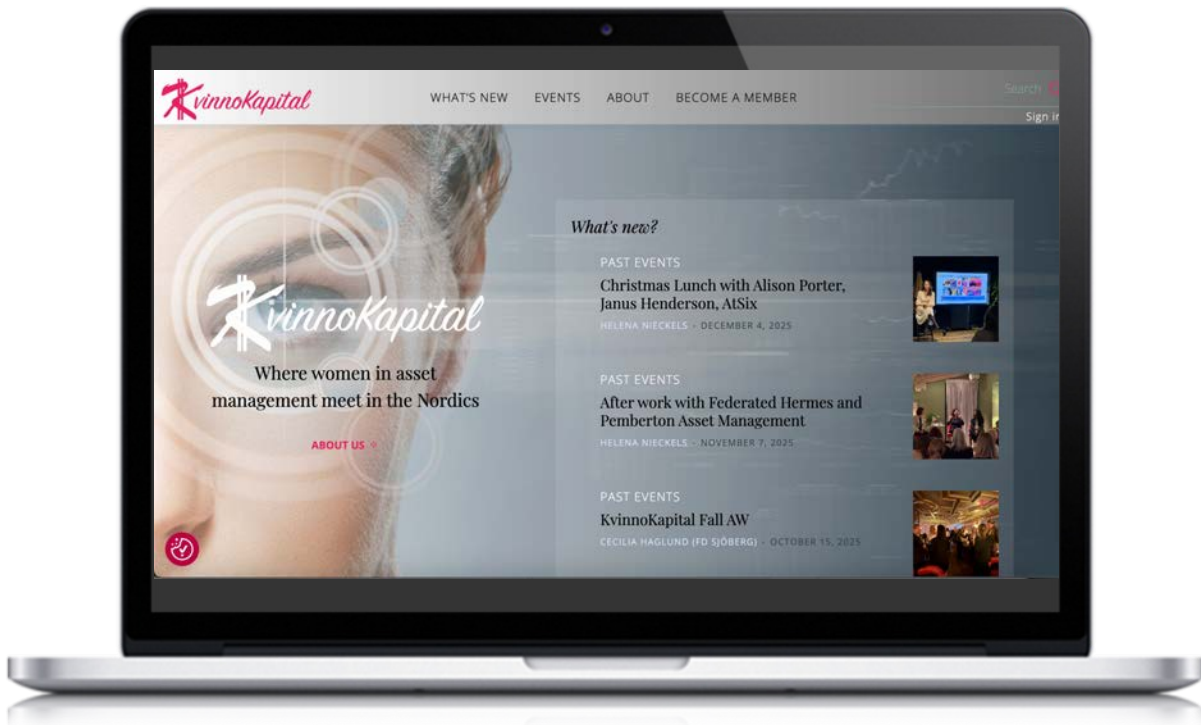 KvinnoKapital
WHAT'S NEW EVENTS ABOUT BECOME A MEMBER
Search
Sign in
What's new?
KvinnoKapital
Where women in asset
management meet in the Nordics
ABOUT US
PAST EVENTS
Christmas Lunch with Alison Porter,
Janus Henderson, AtSix
HELENA NIECKELS - DECEMBER 4, 2025
PAST EVENTS
After work with Federated Hermes and
Pemberton Asset Management
HELENA NIECKELS - NOVEMBER 7, 2025
PAST EVENTS
KvinnoKapital Fall AW
CECILIA HAGLUND (FD SJÖBERG) - OCTOBER 15, 2025